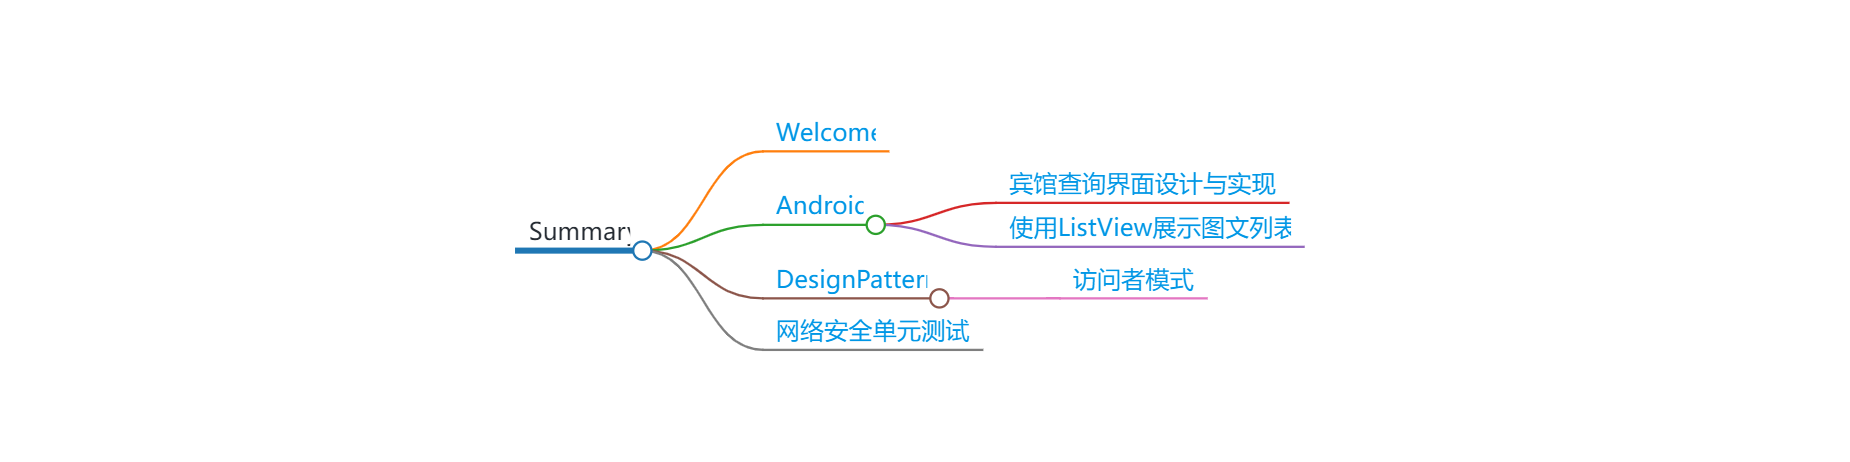 Summary
Welcome
Android
宾馆查询界面设计与实现
使用ListView展示图文列表
DesignPattern
访问者模式
网络安全单元测试